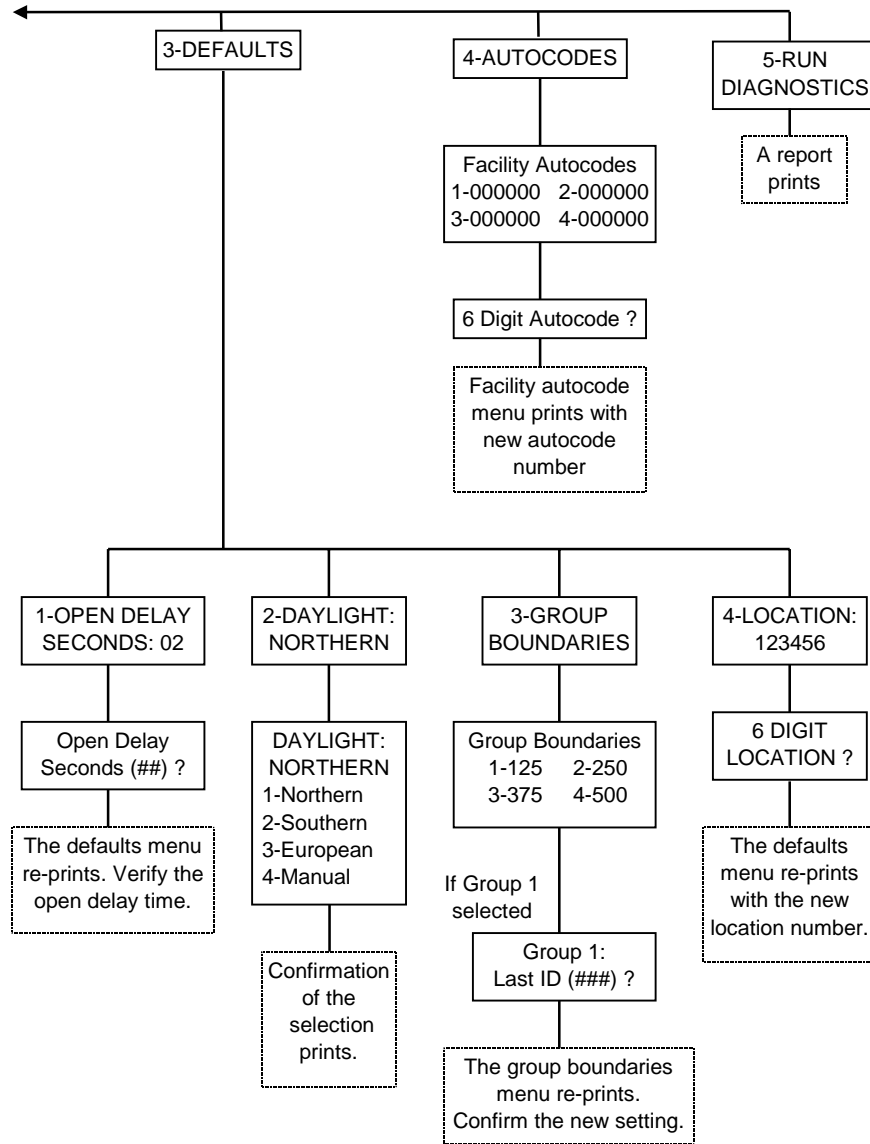 3-DEFAULTS
4-AUTOCODES
5-RUN
DIAGNOSTICS
Facility Autocodes
1-000000 2-000000
3-000000 4-000000
A report
prints
6 Digit Autocode ?
Facility autocode
menu prints with
new autocode
number
1-OPEN DELAY
SECONDS: 02
2-DAYLIGHT:
NORTHERN
3-GROUP
BOUNDARIES
4-LOCATION:
123456
Open Delay
Seconds (##) ?
DAYLIGHT:
NORTHERN
1-Northern
2-Southern
3-European
4-Manual
Group Boundaries
1-125 2-250
3-375 4-500
6 DIGIT
LOCATION ?
The defaults menu
re-prints. Verify the
open delay time.
If Group 1
selected
The defaults
menu re-prints
with the new
location number.
Confirmation
of the
selection
prints.
Group 1:
Last ID (###) ?
The group boundaries
menu re-prints.
Confirm the new setting.